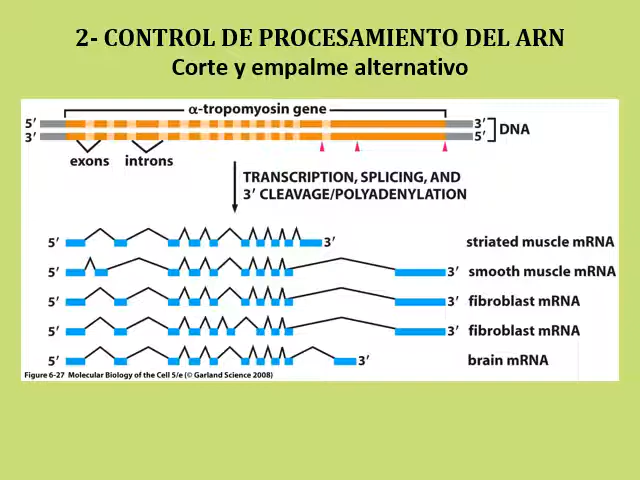 2- CONTROL DE PROCESAMIENTO DEL ARN
Corte y empalme alternativo
α-tropomyosin gene
5′ 3′
3′ 5′
DNA
exons introns
TRANSCRIPTION, SPLICING, AND
3′ CLEAVAGE/POLYADENYLATION
5′ 3′ striated muscle mRNA
5′ 3′ smooth muscle mRNA
5′ 3′ fibroblast mRNA
5′ 3′ fibroblast mRNA
5′ 3′ brain mRNA
Figure 6-27 Molecular Biology of the Cell 5/e (© Garland Science 2008)